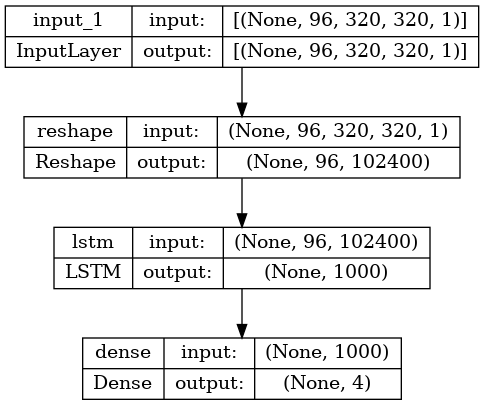 input_1 input: [(None, 96, 320, 320, 1)]
InputLayer output: [(None, 96, 320, 320, 1)]
reshape input: (None, 96, 320, 320, 1)
Reshape output: (None, 96, 102400)
lstm input: (None, 96, 102400)
LSTM output: (None, 1000)
dense input: (None, 1000)
Dense output: (None, 4)